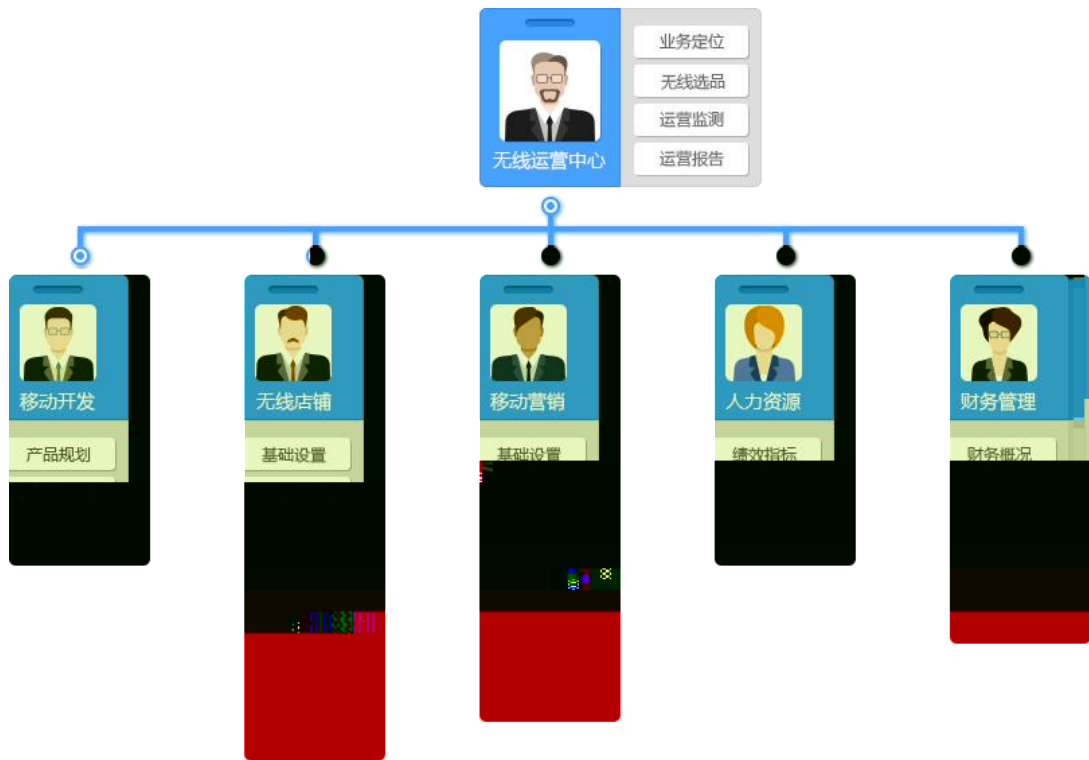 业务定位
无线选品
运营监测
运营报告
无线运营中心
移动开发
无线店铺
移动营销
人力资源
财务管理
产品规划
基础设置
基础设置
绩效指标
财务概况